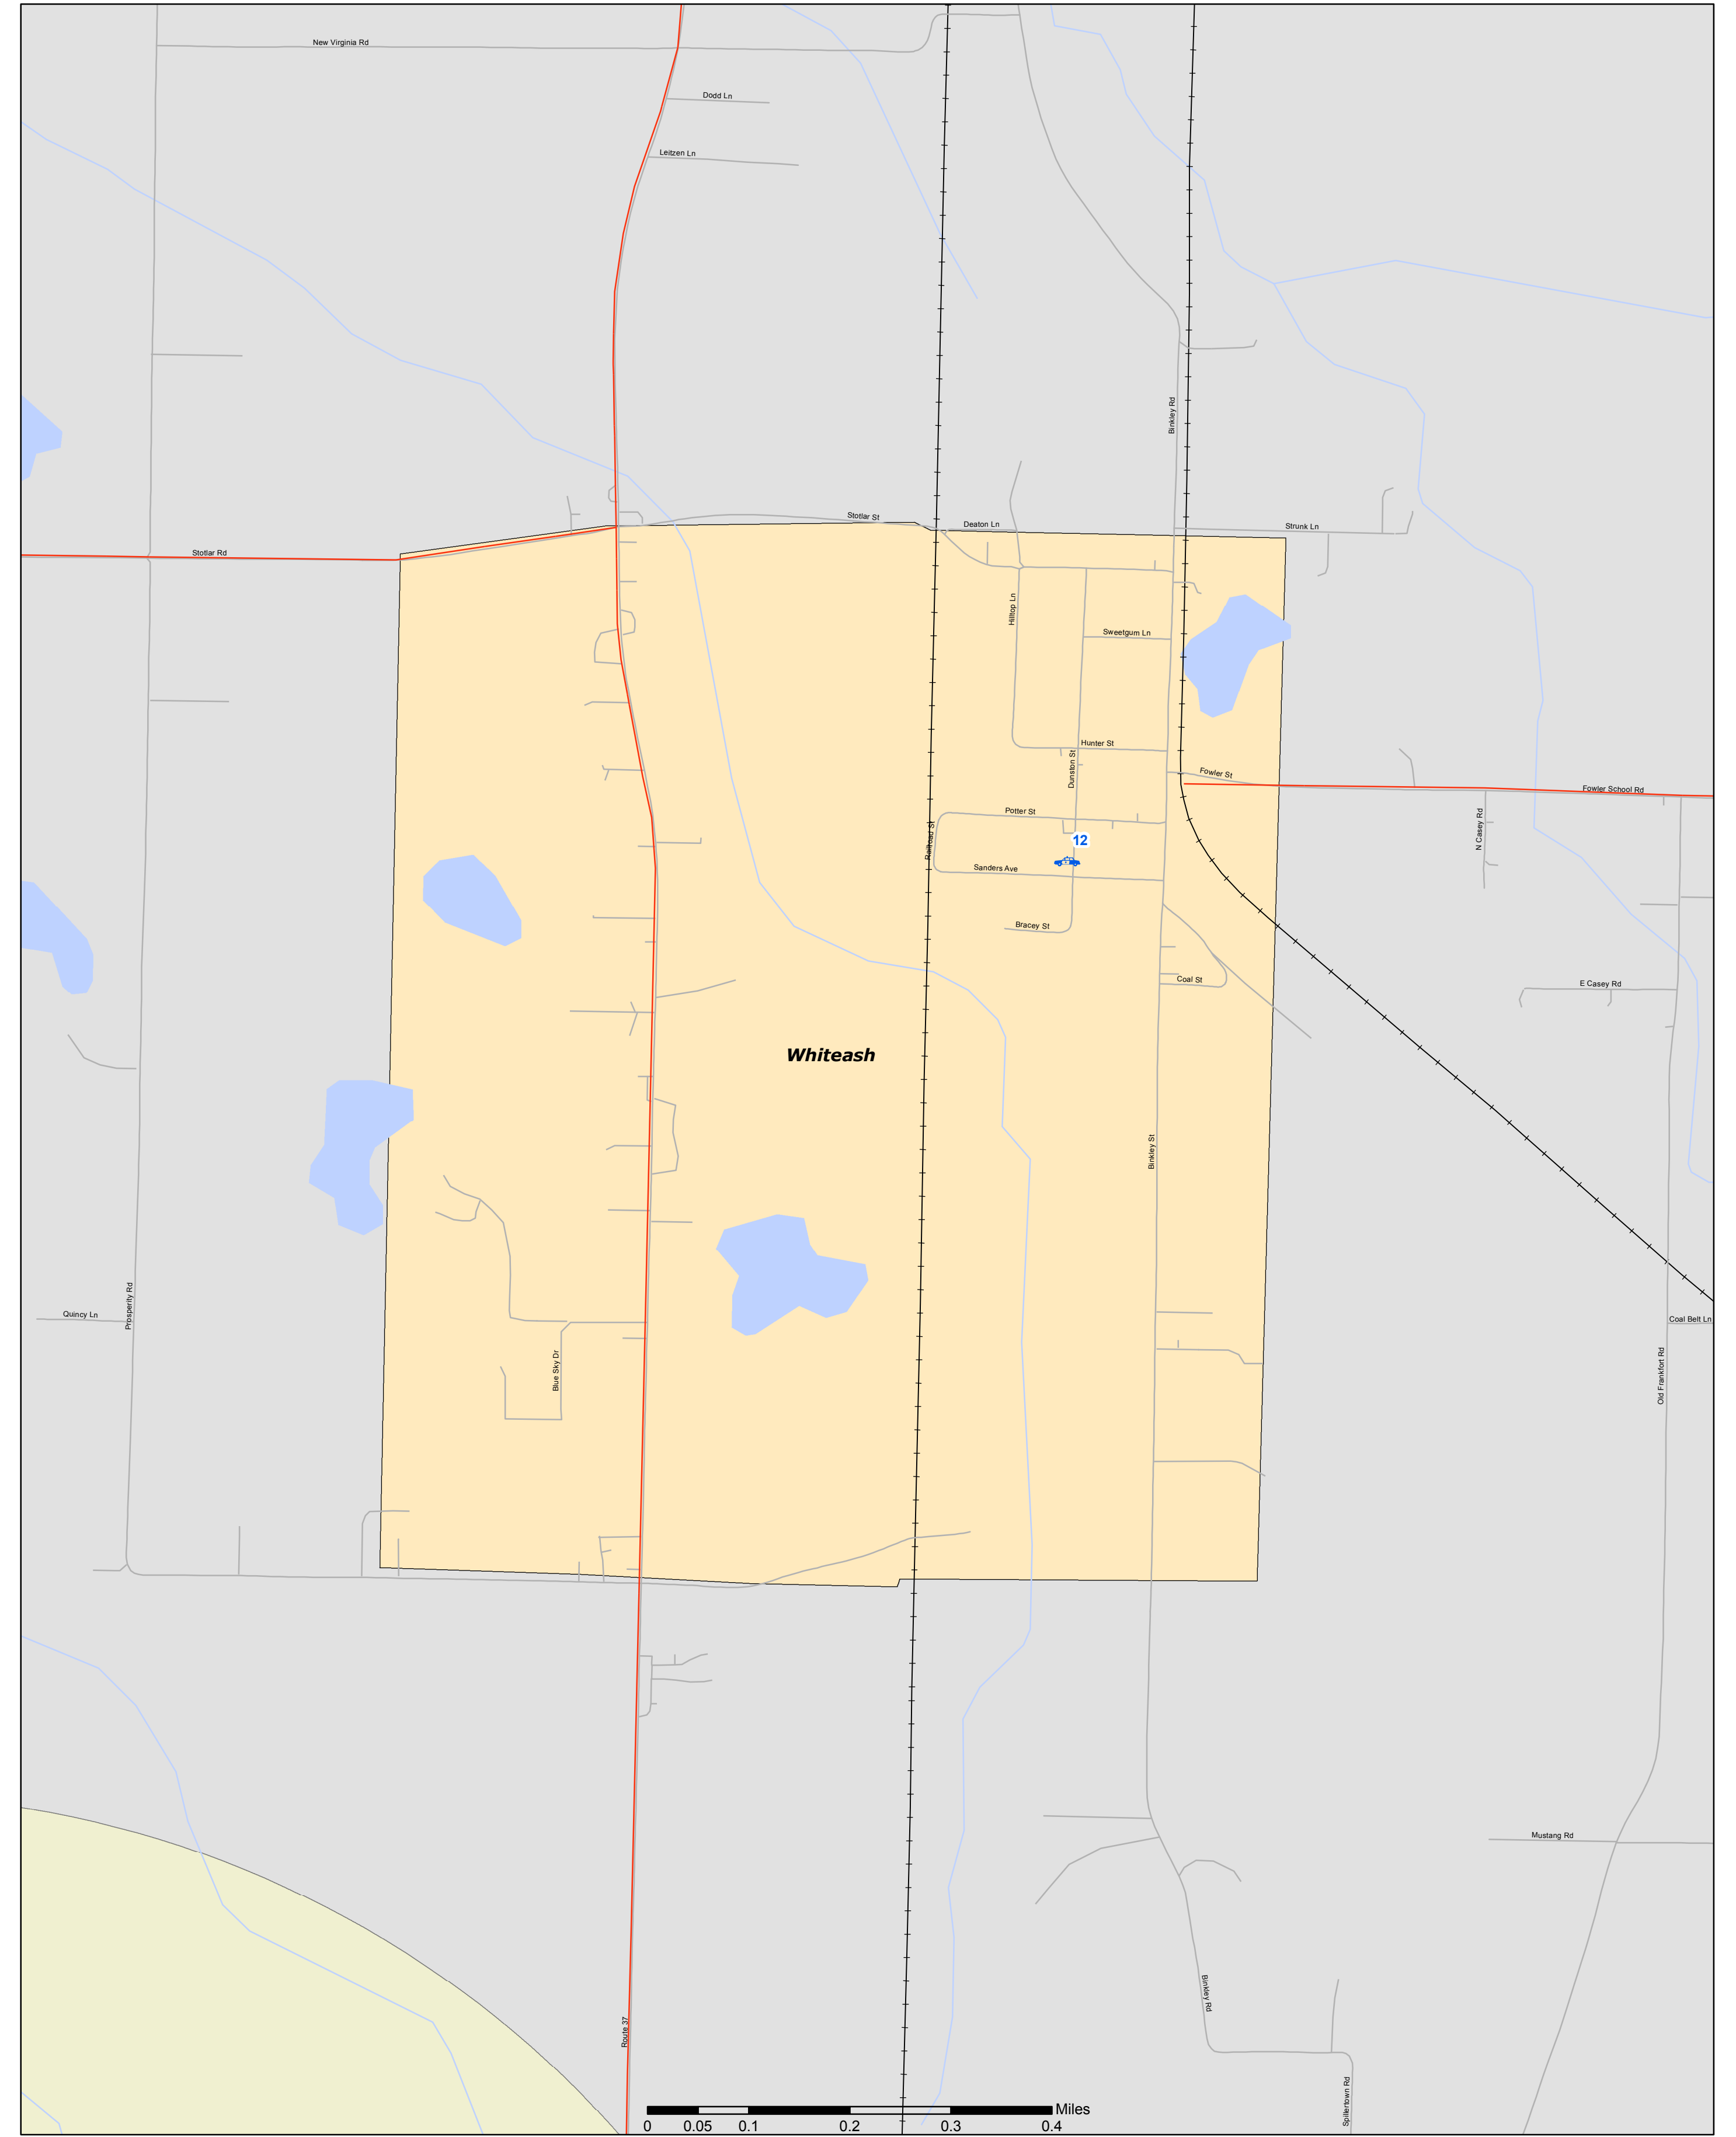 New Virginia Rd
Dodd Ln
Leitzen Ln
Binkley Rd
Stotlar St
Deaton Ln
Strunk Ln
Stotlar Rd
Hilltop Ln
Sweetgum Ln
Hunter St
Dunston St
Fowler St
Fowler School Rd
Potter St
N Casey Rd
Railroad St
12
Sanders Ave
Bracey St
Coal St
E Casey Rd
Whiteash
Binkley St
Prosperity Rd
Quincy Ln
Coal Belt Ln
Blue Sky Dr
Old Frankfort Rd
Mustang Rd
Binkley Rd
Route 37
Spillertown Rd
Miles
0 0.05 0.1 0.2 0.3 0.4